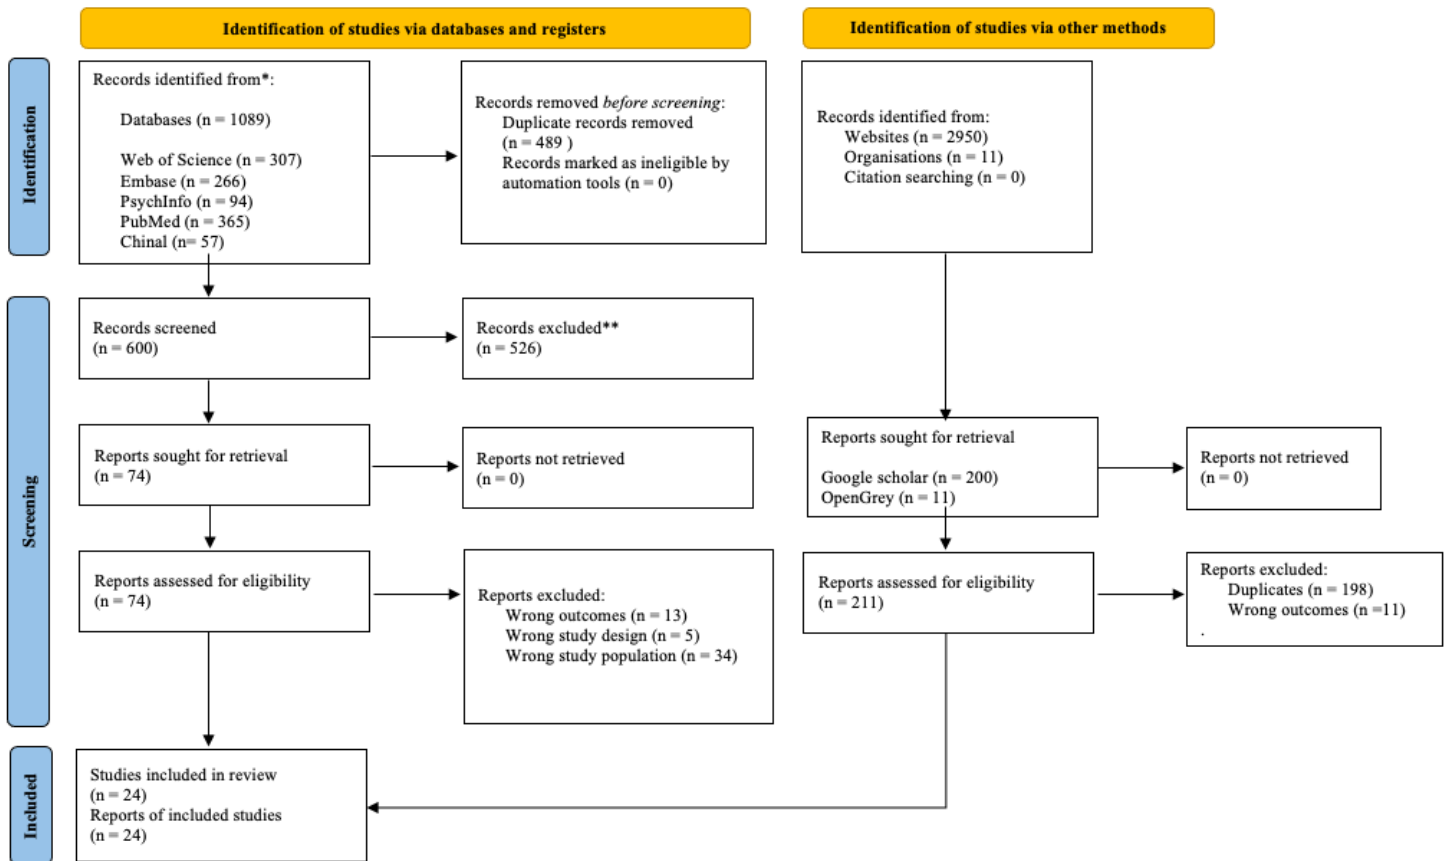 Identification of studies via databases and registers
Identification of studies via other methods
Identification
Records identified from*:
Databases (n = 1089)
Web of Science (n = 307)
Embase (n = 266)
PsychInfo (n = 94)
PubMed (n = 365)
Chinal (n= 57)
Records removed before screening:
Duplicate records removed
(n = 489 )
Records marked as ineligible by
automation tools (n = 0)
Records identified from:
Websites (n = 2950)
Organisations (n = 11)
Citation searching (n = 0)
Screening
Records screened
(n = 600)
Records excluded**
(n = 526)
Reports sought for retrieval
(n = 74)
Reports not retrieved
(n = 0)
Reports sought for retrieval
Google scholar (n = 200)
OpenGrey (n = 11)
Reports not retrieved
(n = 0)
Reports assessed for eligibility
(n = 74)
Reports excluded:
Wrong outcomes (n = 13)
Wrong study design (n = 5)
Wrong study population (n = 34)
Reports assessed for eligibility
(n = 211)
Reports excluded:
Duplicates (n = 198)
Wrong outcomes (n =11)
.
Included
Studies included in review
(n = 24)
Reports of included studies
(n = 24)